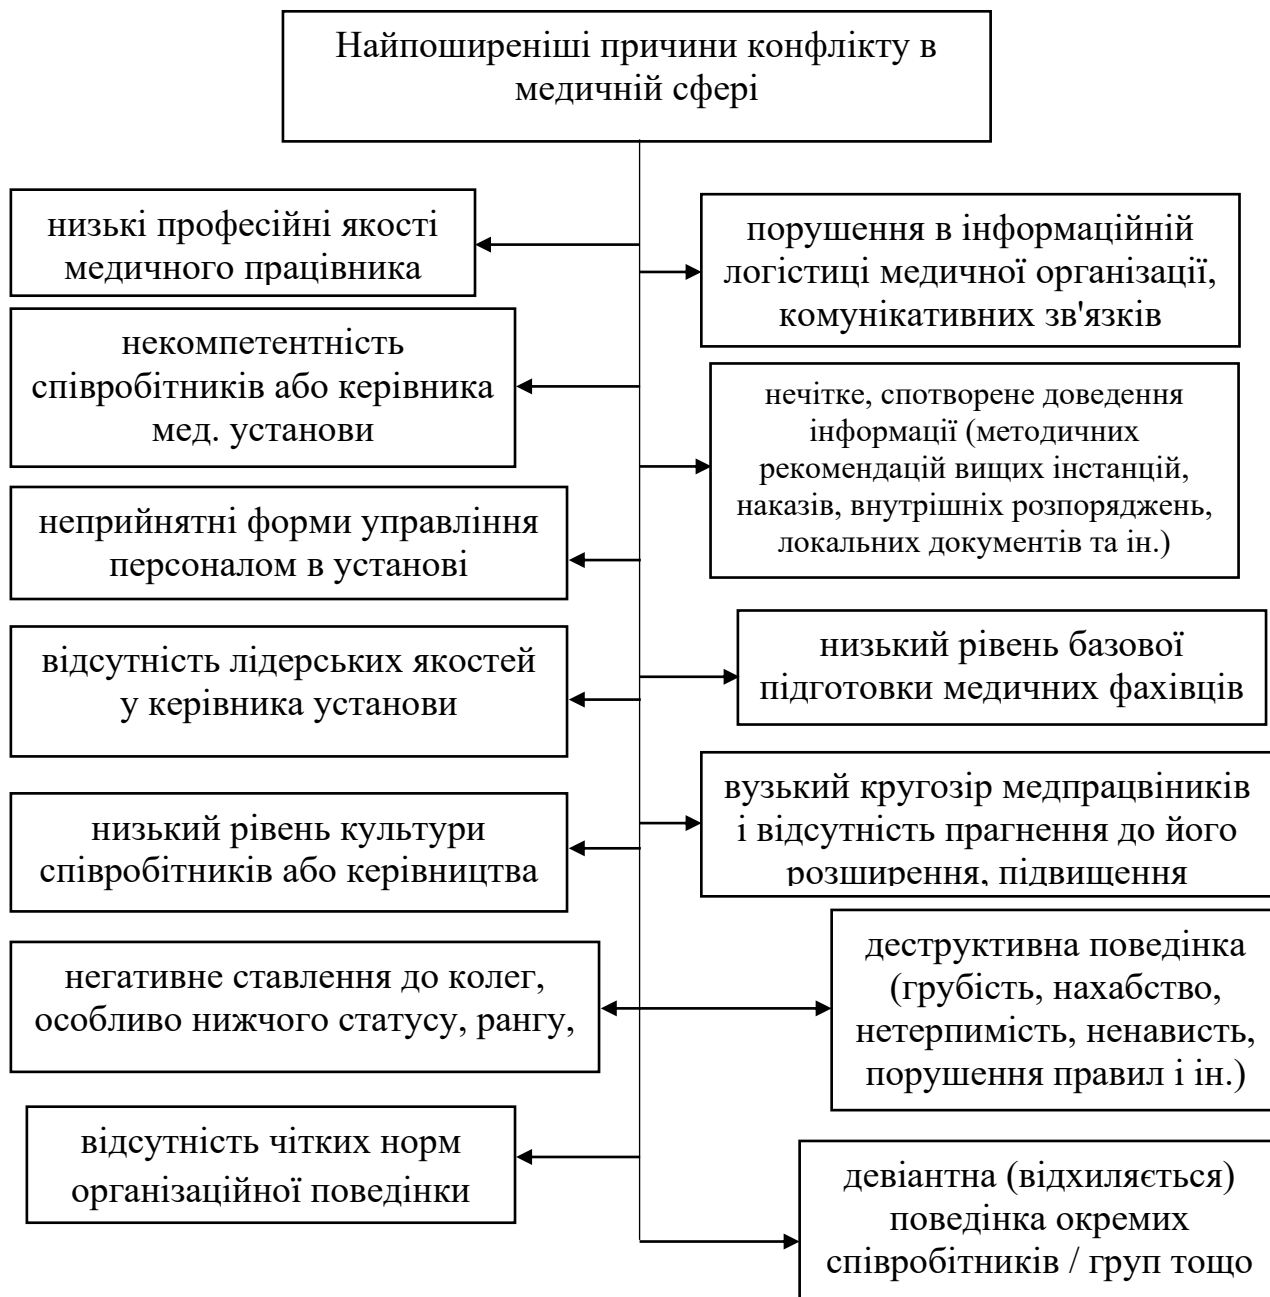 Найпоширеніші причини конфлікту в
медичній сфері
низькі професійні якості
медичного працівника
порушення в інформаційній
логістиці медичної організації,
комунікативних зв'язків
некомпетентність
співробітників або керівника
мед. установи
нечітке, спотворене доведення
інформації (методичних
рекомендацій вищих інстанцій,
наказів, внутрішніх розпоряджень,
локальних документів та ін.)
неприйнятні форми управління
персоналом в установі
відсутність лідерських якостей
у керівника установи
низький рівень базової
підготовки медичних фахівців
низький рівень культури
співробітників або керівництва
вузький кругозір медпрацвіників
і відсутність прагнення до його
розширення, підвищення
негативне ставлення до колег,
особливо нижчого статусу, рангу,
деструктивна поведінка
(грубість, нахабство,
нетерпимість, ненависть,
порушення правил і ін.)
відсутність чітких норм
організаційної поведінки
девіантна (відхиляється)
поведінка окремих
співробітників / груп тощо